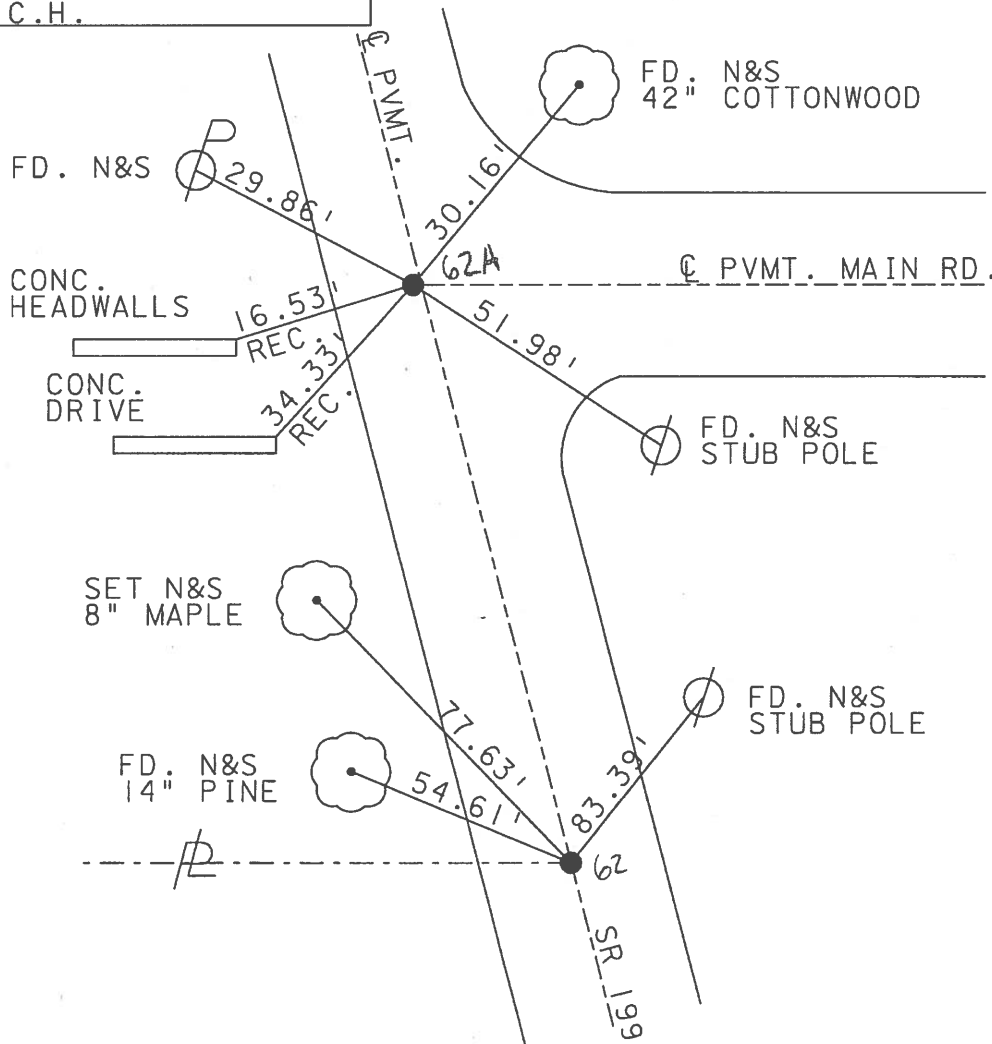 C.H.
℄ PVMT.
FD. N&S
42" COTTONWOOD
P
FD. N&S
29.86'
30.16'
62A
℄ PVMT. MAIN RD.
CONC.
HEADWALLS
16.53'
REC.
51.98'
CONC.
DRIVE
34.33'
REC.
FD. N&S
STUB POLE
SET N&S
8" MAPLE
FD. N&S
STUB POLE
77.63'
FD. N&S
14" PINE
54.61'
83.39'
PL
62
SR 199